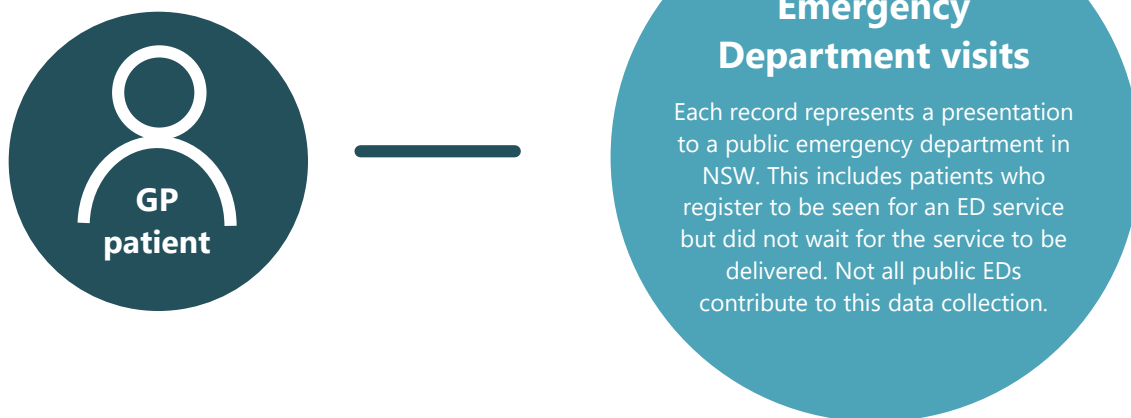 GP
patient
Emergency
Department visits
Each record represents a presentation
to a public emergency department in
NSW. This includes patients who
register to be seen for an ED service
but did not wait for the service to be
delivered. Not all public EDs
contribute to this data collection.